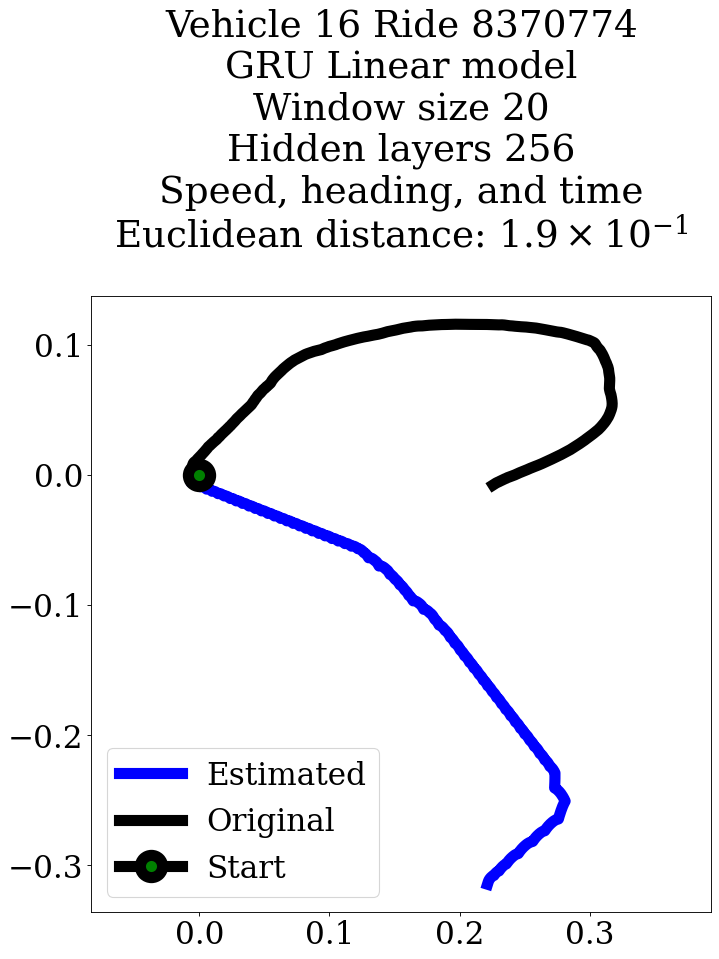 Vehicle 16 Ride 8370774
GRU Linear model
Window size 20
Hidden layers 256
Speed, heading, and time
Euclidean distance: 1.9 × 10⁻¹
0.1
0.0
−0.1
−0.2
−0.3
Estimated
Original
Start
0.0 0.1 0.2 0.3